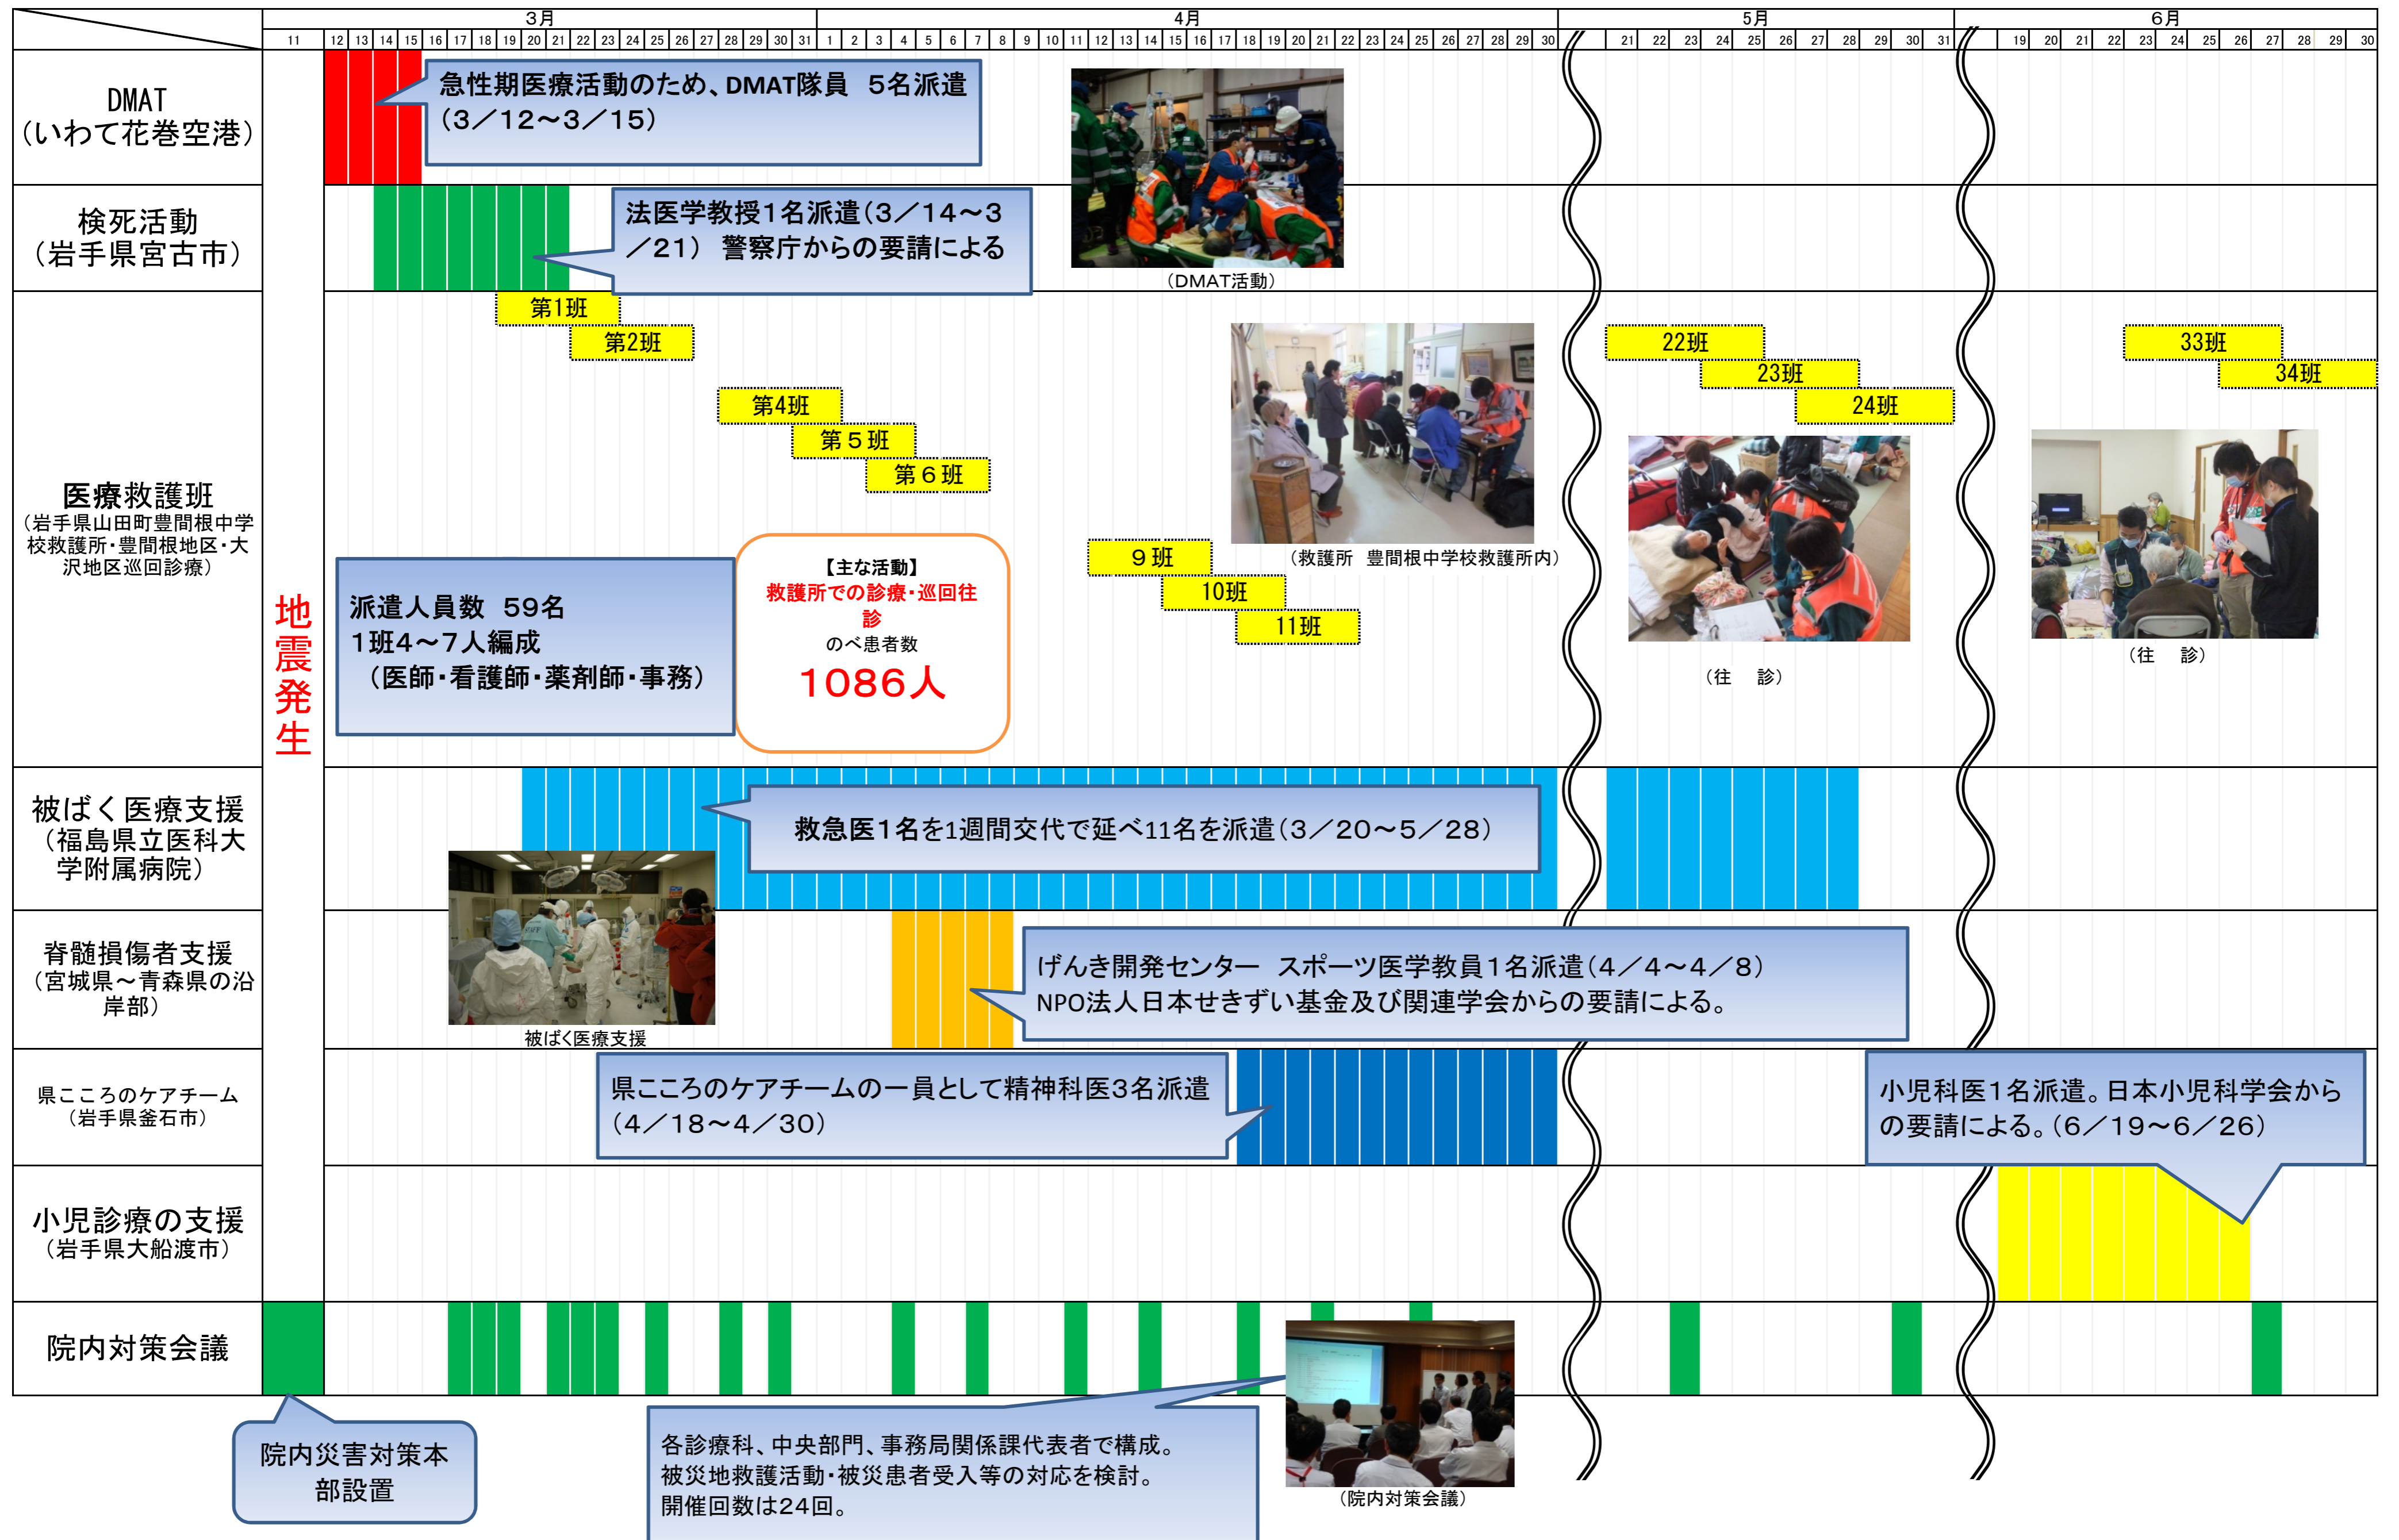 3月
4月
5月
6月
11 12 13 14 15 16 17 18 19 20 21 22 23 24 25 26 27 28 29 30 31 1 2 3 4 5 6 7 8 9 10 11 12 13 14 15 16 17 18 19 20 21 22 23 24 25 26 27 28 29 30 21 22 23 24 25 26 27 28 29 30 31 19 20 21 22 23 24 25 26 27 28 29 30
地震発生
DMAT
(いわて花巻空港)
急性期医療活動のため、DMAT隊員 5名派遣
(3/12~3/15)
(DMAT活動)
検死活動
(岩手県宮古市)
法医学教授1名派遣(3/14~3
/21) 警察庁からの要請による
医療救護班
(岩手県山田町豊間根中学
校救護所・豊間根地区・大
沢地区巡回診療)
第1班
第2班
第4班
第5班
第6班
9班
10班
11班
22班
23班
24班
33班
34班
派遣人員数 59名
1班4~7人編成
(医師・看護師・薬剤師・事務)
【主な活動】
救護所での診療・巡回往
診
のべ患者数
1086人
(救護所 豊間根中学校救護所内)
(往 診)
(往 診)
被ばく医療支援
(福島県立医科大
学附属病院)
救急医1名を1週間交代で延べ11名を派遣(3/20~5/28)
被ばく医療支援
脊髄損傷者支援
(宮城県~青森県の沿
岸部)
げんき開発センター スポーツ医学教員1名派遣(4/4~4/8)
NPO法人日本せきずい基金及び関連学会からの要請による。
県こころのケアチーム
(岩手県釜石市)
県こころのケアチームの一員として精神科医3名派遣
(4/18~4/30)
小児科医1名派遣。日本小児科学会から
の要請による。(6/19~6/26)
小児診療の支援
(岩手県大船渡市)
院内対策会議
院内災害対策本
部設置
各診療科、中央部門、事務局関係課代表者で構成。
被災地救護活動・被災患者受入等の対応を検討。
開催回数は24回。
(院内対策会議)